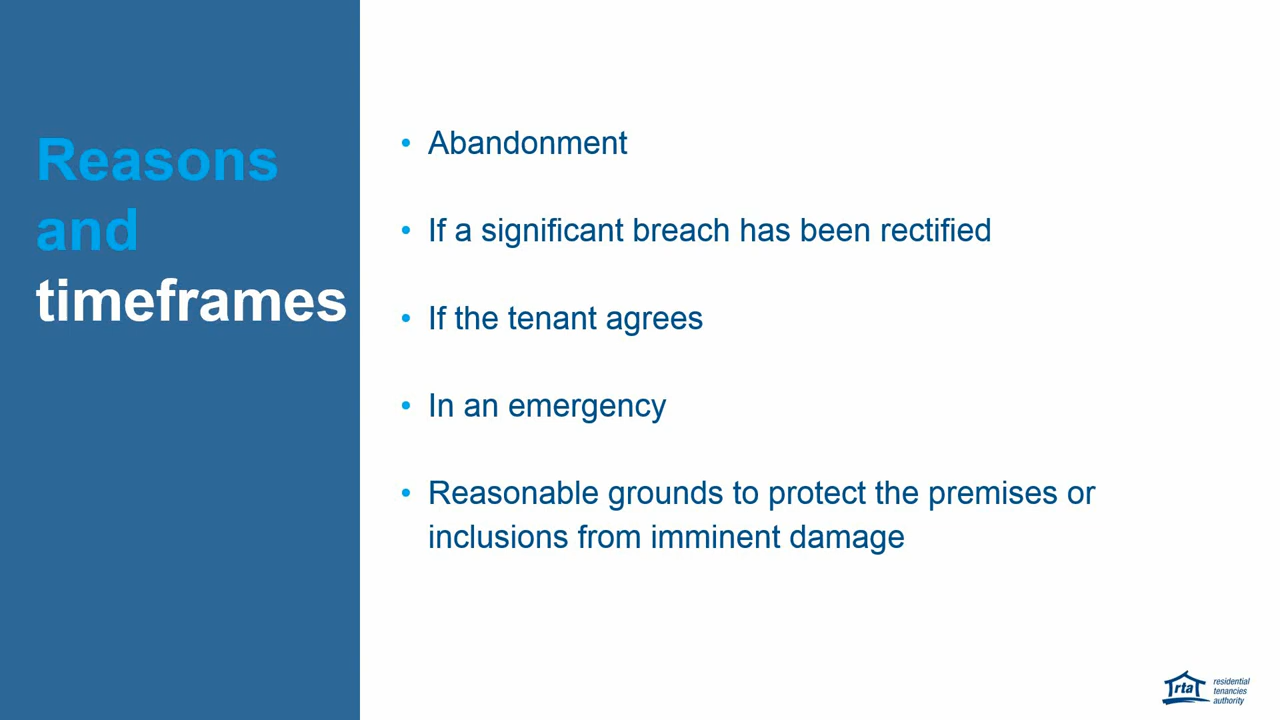 Reasons
and
timeframes
• Abandonment
• If a significant breach has been rectified
• If the tenant agrees
• In an emergency
• Reasonable grounds to protect the premises or
inclusions from imminent damage
rta
residential
tenancies
authority